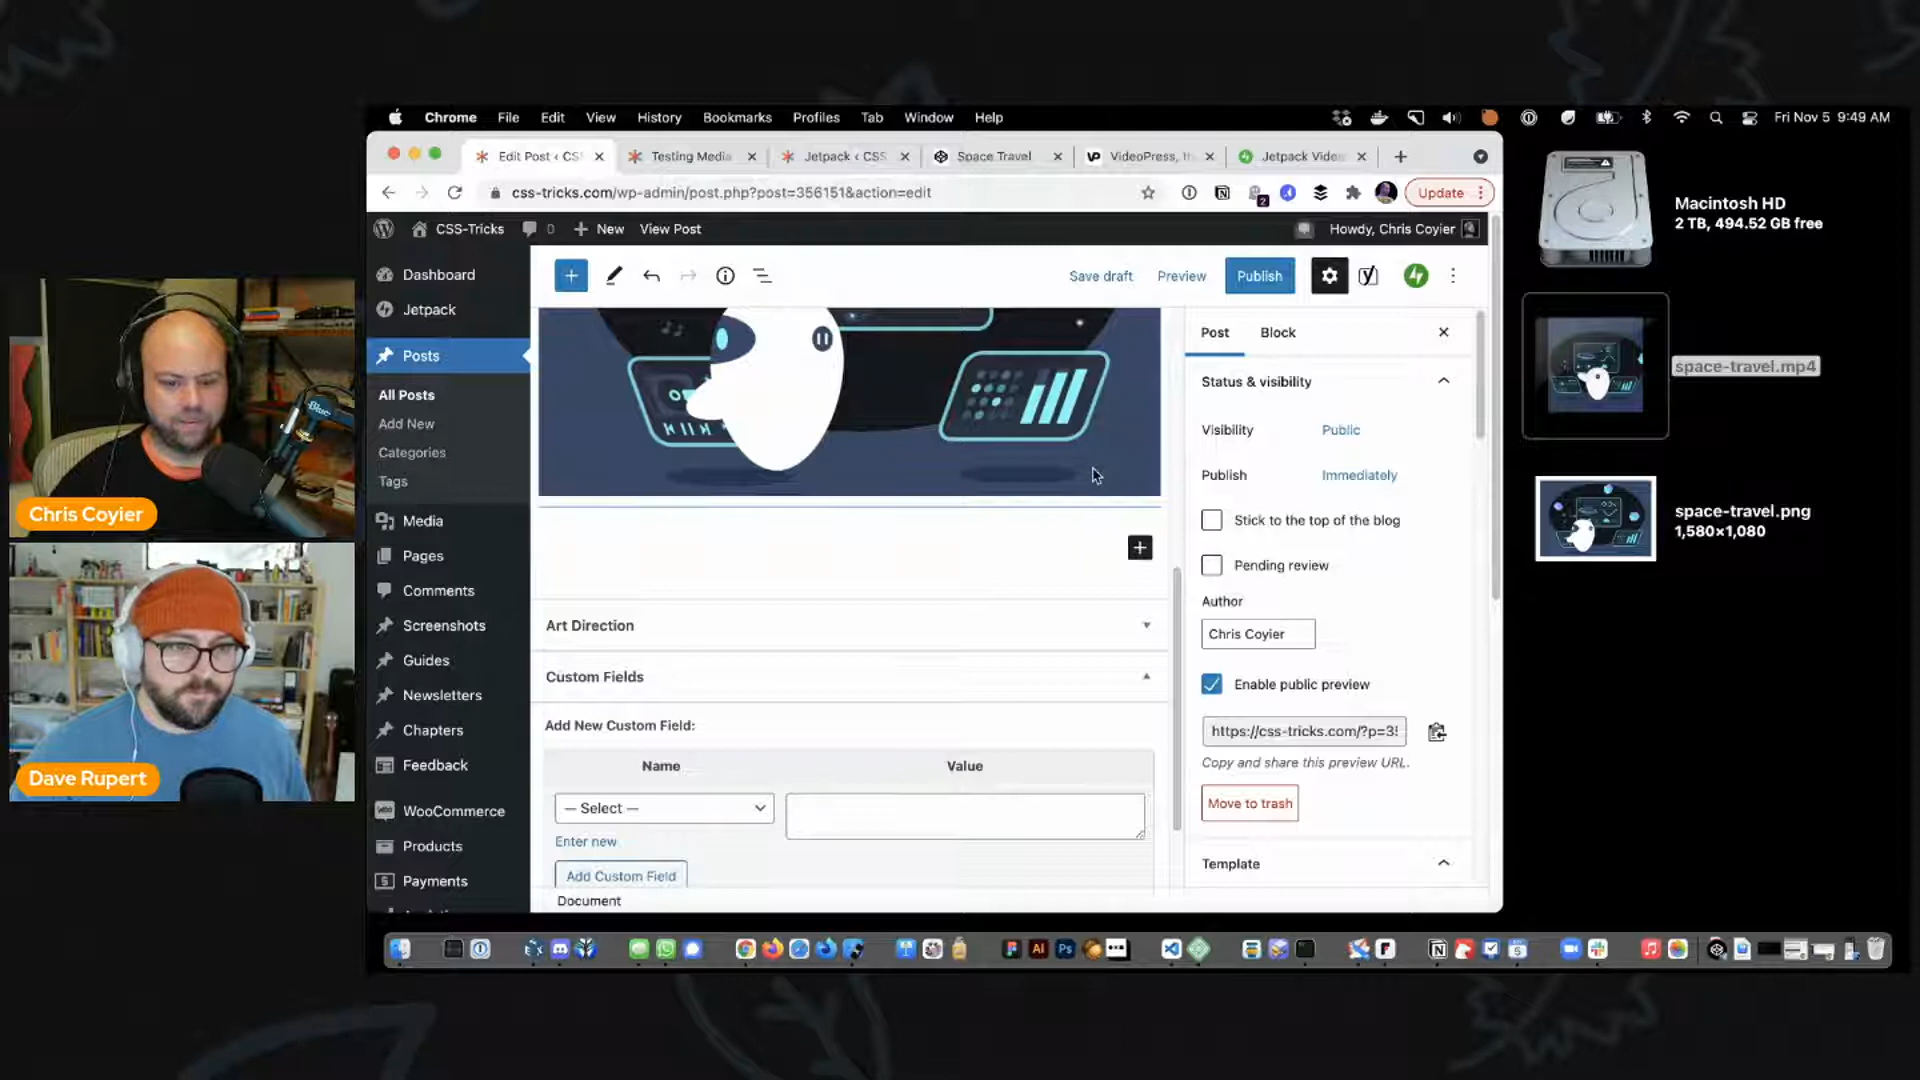 Chrome File Edit View History Bookmarks Profiles Tab Window Help
Fri Nov 5 9:49 AM
Edit Post ‹ CS
Testing Media
Jetpack ‹ CSS
Space Travel
VideoPress, th
Jetpack Video
css-tricks.com/wp-admin/post.php?post=356151&action=edit
2
Update
CSS-Tricks 0 New View Post
Howdy, Chris Coyier
Dashboard
Jetpack
Posts
All Posts
Add New
Categories
Tags
Media
Pages
Comments
Screenshots
Guides
Newsletters
Chapters
Feedback
WooCommerce
Products
Payments
Save draft Preview Publish
Art Direction
Custom Fields
Add New Custom Field:
Name Value
— Select —
Enter new
Add Custom Field
Document
Post Block
Status & visibility
Visibility Public
Publish Immediately
Stick to the top of the blog
Pending review
Author
Chris Coyier
Enable public preview
https://css-tricks.com/?p=35
Copy and share this preview URL.
Move to trash
Template
Macintosh HD
2 TB, 494.52 GB free
space-travel.mp4
space-travel.png
1,580×1,080
Chris Coyier
Dave Rupert
Blue
Ai Ps